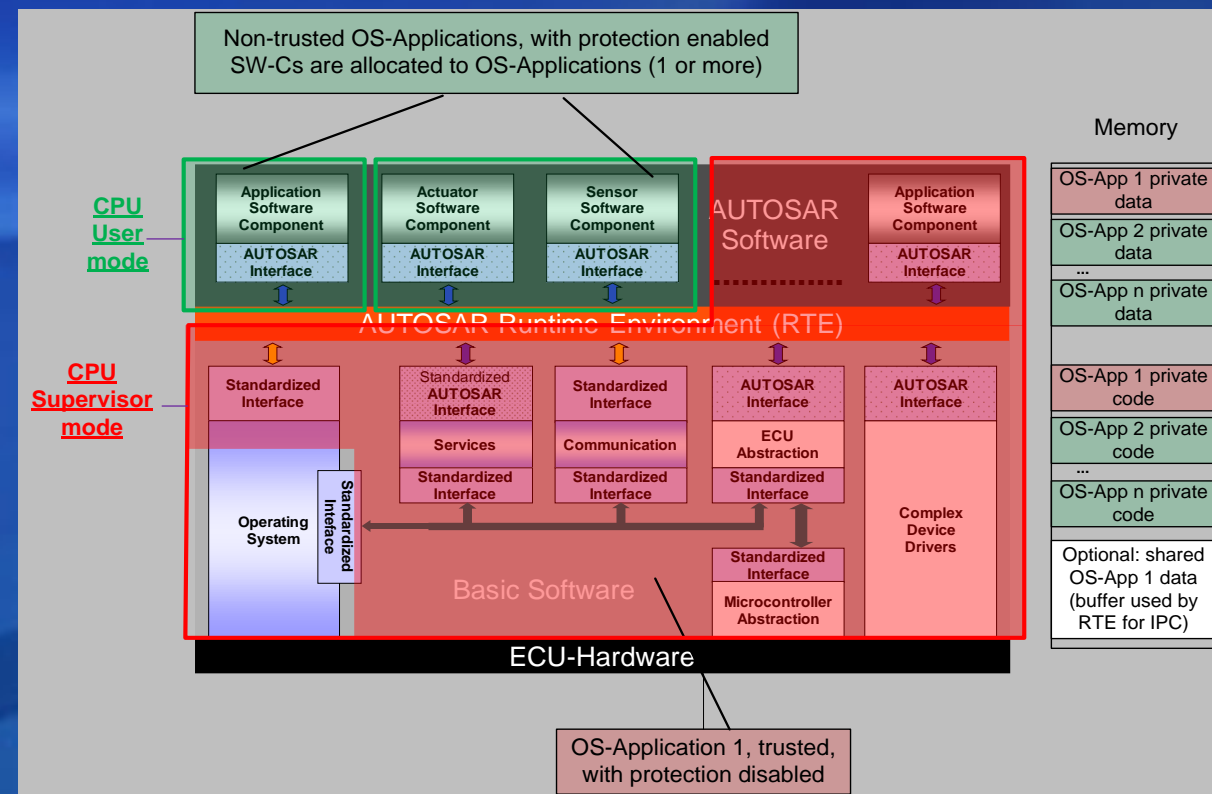 Non-trusted OS-Applications, with protection enabled
SW-Cs are allocated to OS-Applications (1 or more)
Memory
CPU
User
mode
Application
Software
Component
AUTOSAR
Interface
Actuator
Software
Component
AUTOSAR
Interface
Sensor
Software
Component
AUTOSAR
Interface
AUTOSAR
Software
Application
Software
Component
AUTOSAR
Interface
AUTOSAR Runtime Environment (RTE)
CPU
Supervisor
mode
Standardized
Interface
Operating
System
Standardized
Inteface
Standardized
AUTOSAR
Interface
Services
Standardized
Interface
Standardized
Interface
Communication
Standardized
Interface
AUTOSAR
Interface
ECU
Abstraction
Standardized
Interface
Standardized
Interface
Microcontroller
Abstraction
AUTOSAR
Interface
Complex
Device
Drivers
Basic Software
ECU-Hardware
OS-Application 1, trusted,
with protection disabled
OS-App 1 private
data
OS-App 2 private
data
...
OS-App n private
data
OS-App 1 private
code
OS-App 2 private
code
...
OS-App n private
code
Optional: shared
OS-App 1 data
(buffer used by
RTE for IPC)